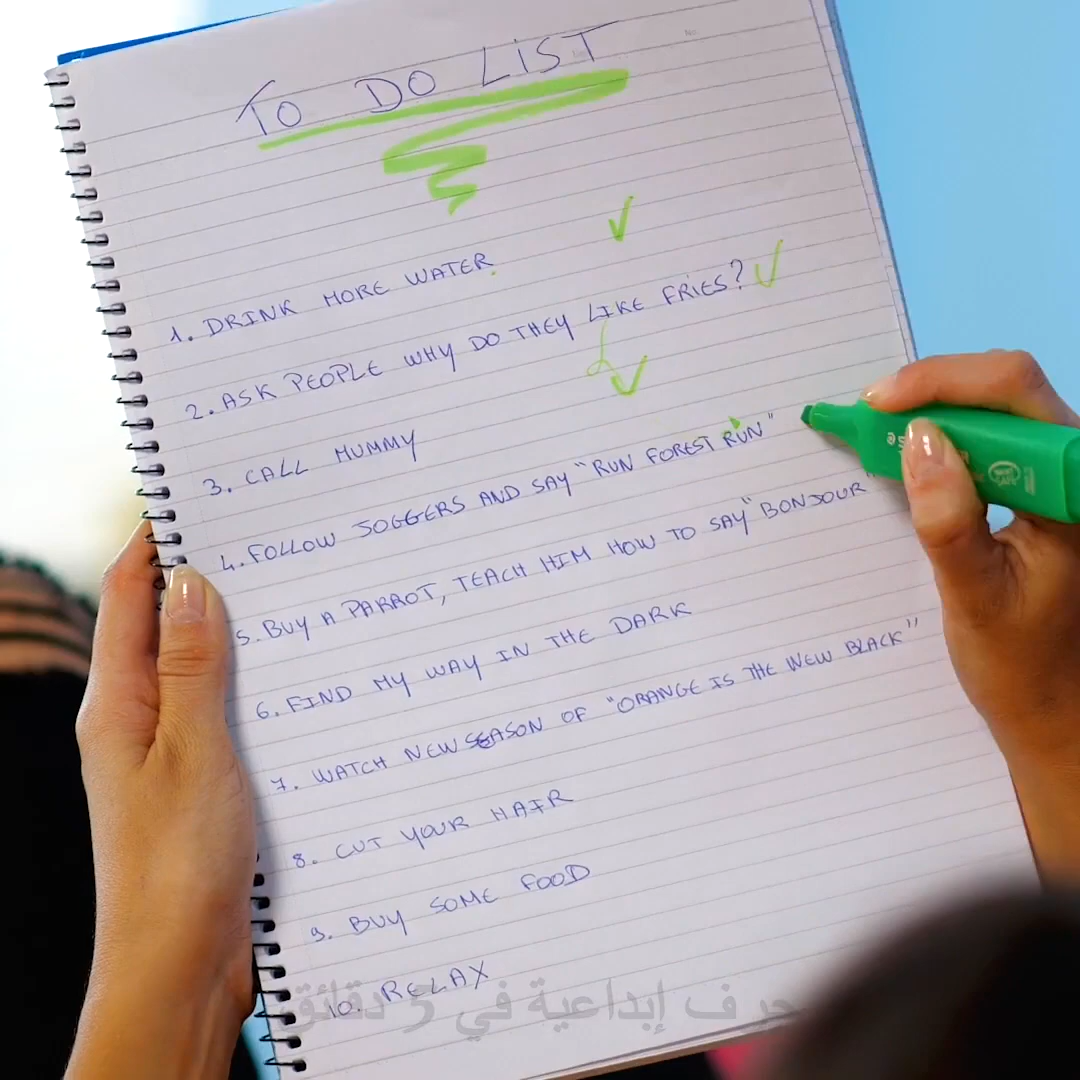 TO DO LIST
1. DRINK MORE WATER
2. ASK PEOPLE WHY DO THEY LIKE FRIES?
3. CALL MUMMY
4. FOLLOW JOGGERS AND SAY "RUN FOREST RUN"
5. BUY A PARROT, TEACH HIM HOW TO SAY "BONJOUR"
6. FIND MY WAY IN THE DARK
7. WATCH NEW SEASON OF "ORANGE IS THE NEW BLACK"
8. CUT YOUR HAIR
9. BUY SOME FOOD
10. RELAX
ف إبداعية في 5 دقائق